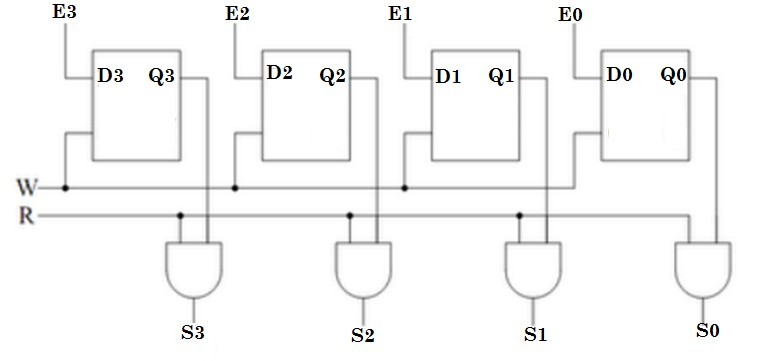 E3 E2 E1 E0
D3 Q3 D2 Q2 D1 Q1 D0 Q0
W
R
S3 S2 S1 S0